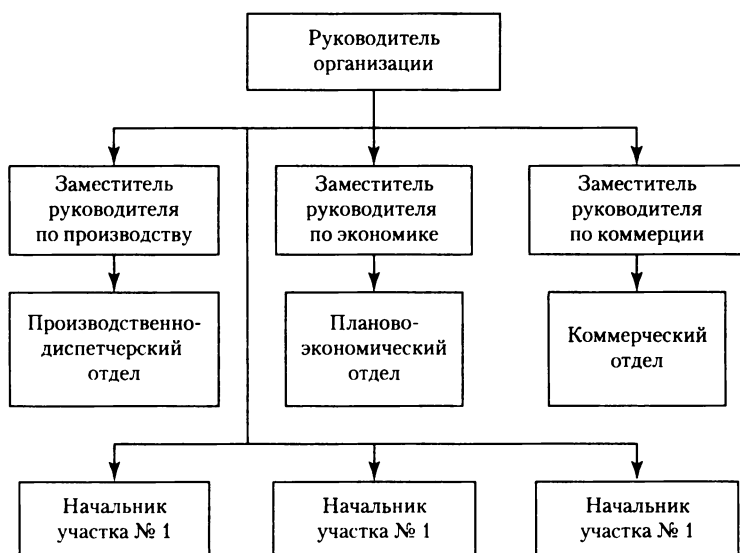 Руководитель
организации
Заместитель
руководителя
по производству
Заместитель
руководителя
по экономике
Заместитель
руководителя
по коммерции
Производственно-
диспетчерский
отдел
Планово-
экономический
отдел
Коммерческий
отдел
Начальник
участка № 1
Начальник
участка № 1
Начальник
участка № 1